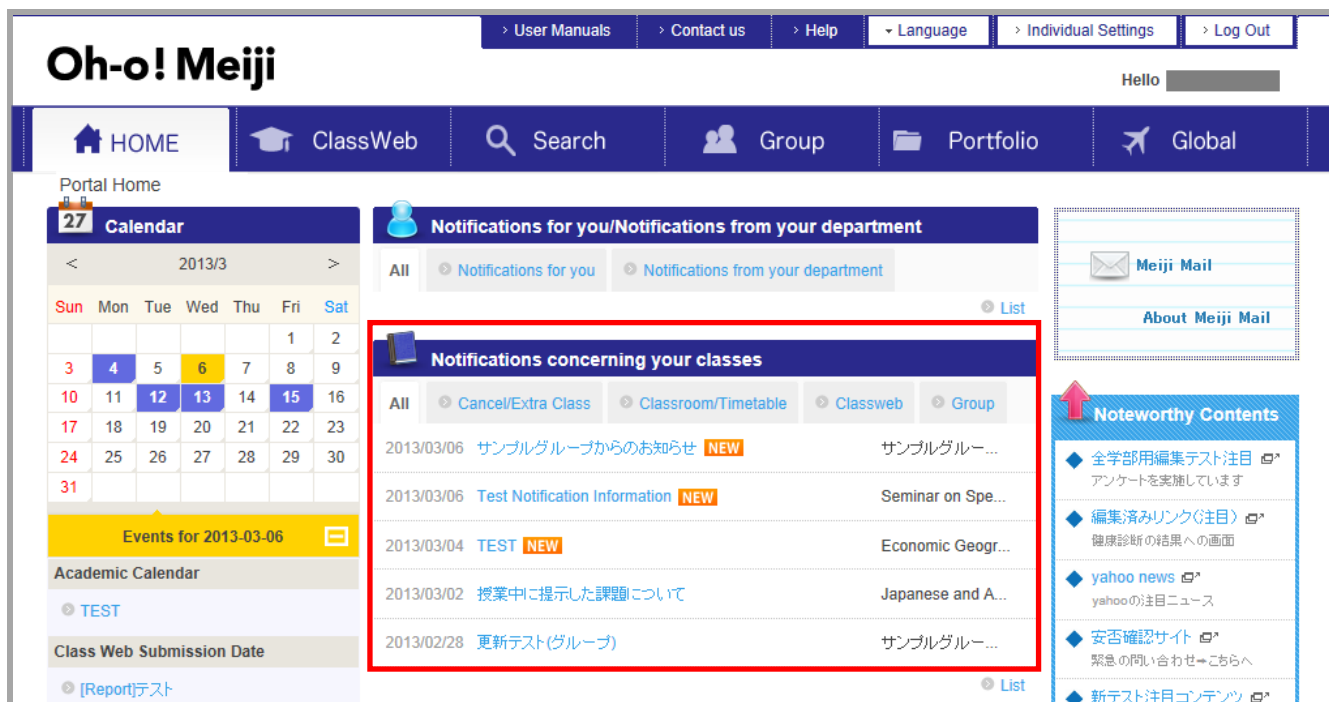 User Manuals
Contact us
Help
Language
Individual Settings
Log Out
Oh-o! Meiji
Hello
HOME
ClassWeb
Search
Group
Portfolio
Global
Portal Home
27 Calendar
< 2013/3 >
Sun Mon Tue Wed Thu Fri Sat
1 2
3 4 5 6 7 8 9
10 11 12 13 14 15 16
17 18 19 20 21 22 23
24 25 26 27 28 29 30
31
Events for 2013-03-06
Academic Calendar
TEST
Class Web Submission Date
[Report]テスト
Notifications for you/Notifications from your department
All Notifications for you Notifications from your department
List
Notifications concerning your classes
All Cancel/Extra Class Classroom/Timetable Classweb Group
2013/03/06 サンプルグループからのお知らせ NEW サンプルグルー...
2013/03/06 Test Notification Information NEW Seminar on Spe...
2013/03/04 TEST NEW Economic Geogr...
2013/03/02 授業中に提示した課題について Japanese and A...
2013/02/28 更新テスト(グループ) サンプルグルー...
List
Meiji Mail
About Meiji Mail
Noteworthy Contents
全学部用編集テスト注目
アンケートを実施しています
編集済みリンク(注目)
健康診断の結果への画面
yahoo news
yahooの注目ニュース
安否確認サイト
緊急の問い合わせ→こちらへ
新テスト注目コンテンツ